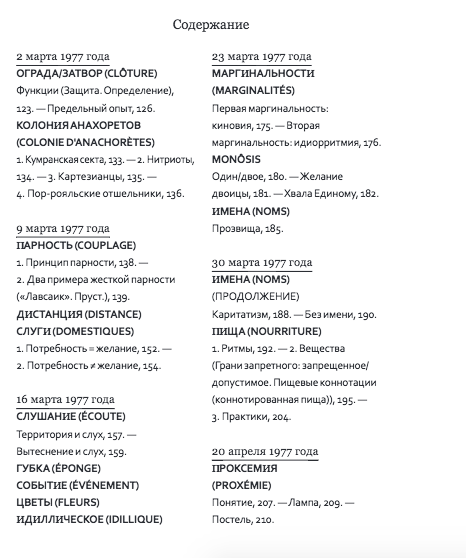 Содержание
2 марта 1977 года
ОГРАДА/ЗАТВОР (CLÔTURE)
Функции (Защита. Определение),
123. — Предельный опыт, 126.
КОЛОНИЯ АНАХОРЕТОВ
(COLONIE D'ANACHORÈTES)
1. Кумранская секта, 133. — 2. Нитриоты,
134. — 3. Картезианцы, 135. —
4. Пор-рояльские отшельники, 136.
9 марта 1977 года
ПАРНОСТЬ (COUPLAGE)
1. Принцип парности, 138. —
2. Два примера жесткой парности
(«Лавсаик». Пруст.), 139.
ДИСТАНЦИЯ (DISTANCE)
СЛУГИ (DOMESTIQUES)
1. Потребность = желание, 152. —
2. Потребность ≠ желание, 154.
16 марта 1977 года
СЛУШАНИЕ (ÉCOUTE)
Территория и слух, 157. —
Вытеснение и слух, 159.
ГУБКА (ÉPONGE)
СОБЫТИЕ (ÉVÉNEMENT)
ЦВЕТЫ (FLEURS)
ИДИЛЛИЧЕСКОЕ (IDILLIQUE)
23 марта 1977 года
МАРГИНАЛЬНОСТИ
(MARGINALITÉS)
Первая маргинальность:
киновия, 175. — Вторая
маргинальность: идиорритмия, 176.
MONÔSIS
Один/двое, 180. — Желание
двоицы, 181. — Хвала Единому, 182.
ИМЕНА (NOMS)
Прозвища, 185.
30 марта 1977 года
ИМЕНА (NOMS)
(ПРОДОЛЖЕНИЕ)
Каритатизм, 188. — Без имени, 190.
ПИЩА (NOURRITURE)
1. Ритмы, 192. — 2. Вещества
(Грани запретного: запрещенное/
допустимое. Пищевые коннотации
(коннотированная пища)), 195. —
3. Практики, 204.
20 апреля 1977 года
ПРОКСЕМИЯ
(PROXÉMIE)
Понятие, 207. — Лампа, 209. —
Постель, 210.